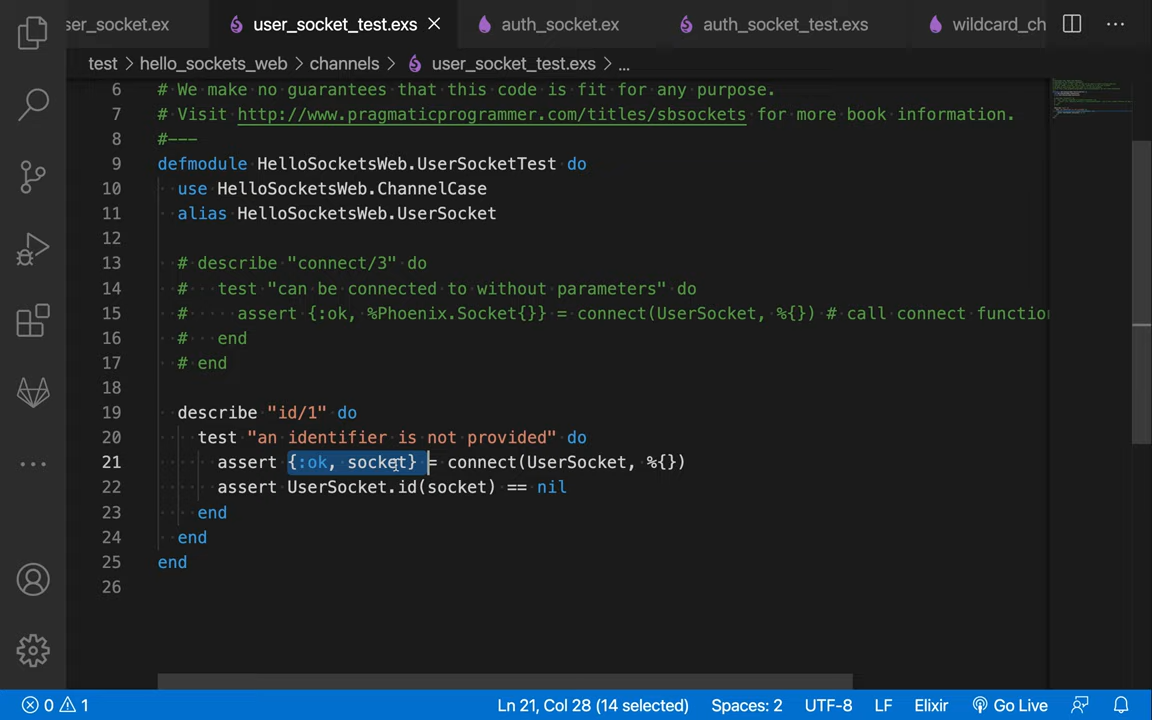 ser_socket.ex user_socket_test.exs auth_socket.ex auth_socket_test.exs wildcard_ch
test > hello_sockets_web > channels > user_socket_test.exs > ...
6 # We make no guarantees that this code is fit for any purpose.
7 # Visit http://www.pragmaticprogrammer.com/titles/sbsockets for more book information.
8 #---
9 defmodule HelloSocketsWeb.UserSocketTest do
10 use HelloSocketsWeb.ChannelCase
11 alias HelloSocketsWeb.UserSocket
12
13 # describe "connect/3" do
14 # test "can be connected to without parameters" do
15 # assert {:ok, %Phoenix.Socket{}} = connect(UserSocket, %{}) # call connect functio
16 # end
17 # end
18
19 describe "id/1" do
20 test "an identifier is not provided" do
21 assert {:ok, socket} = connect(UserSocket, %{})
22 assert UserSocket.id(socket) == nil
23 end
24 end
25 end
26
0 1 Ln 21, Col 28 (14 selected) Spaces: 2 UTF-8 LF Elixir Go Live